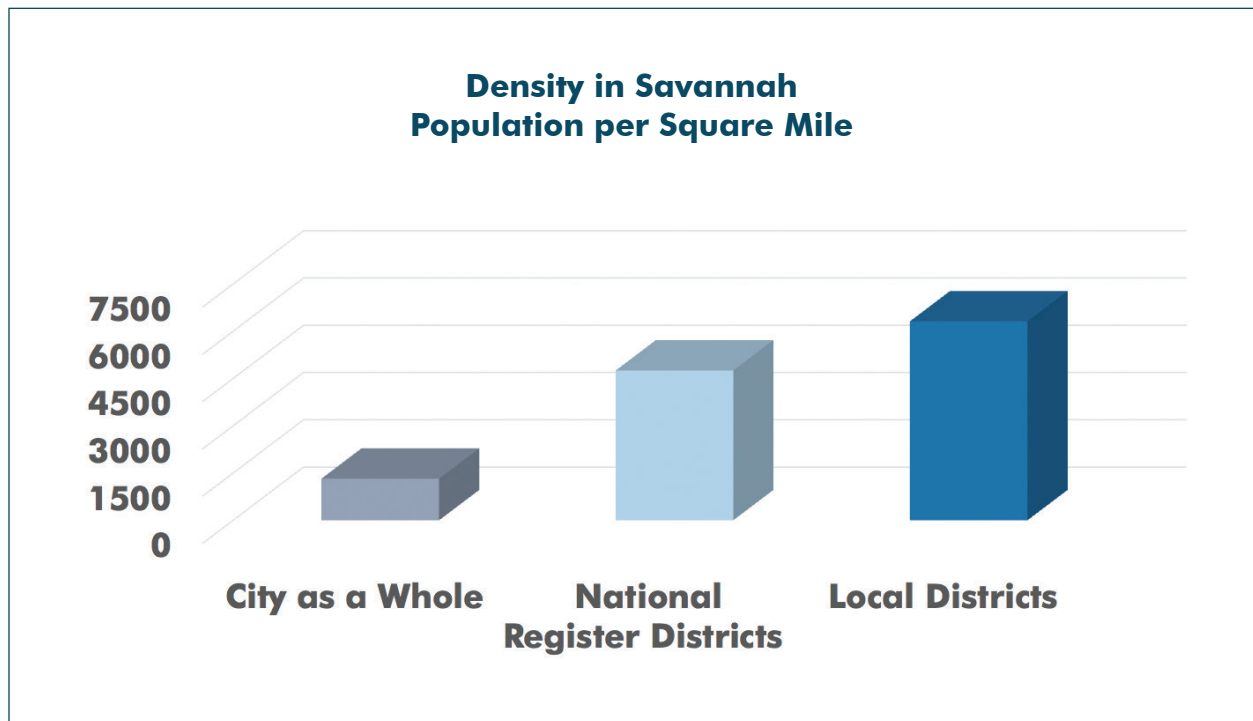 Density in Savannah
Population per Square Mile
7500
6000
4500
3000
1500
0
City as a Whole
National
Register Districts
Local Districts